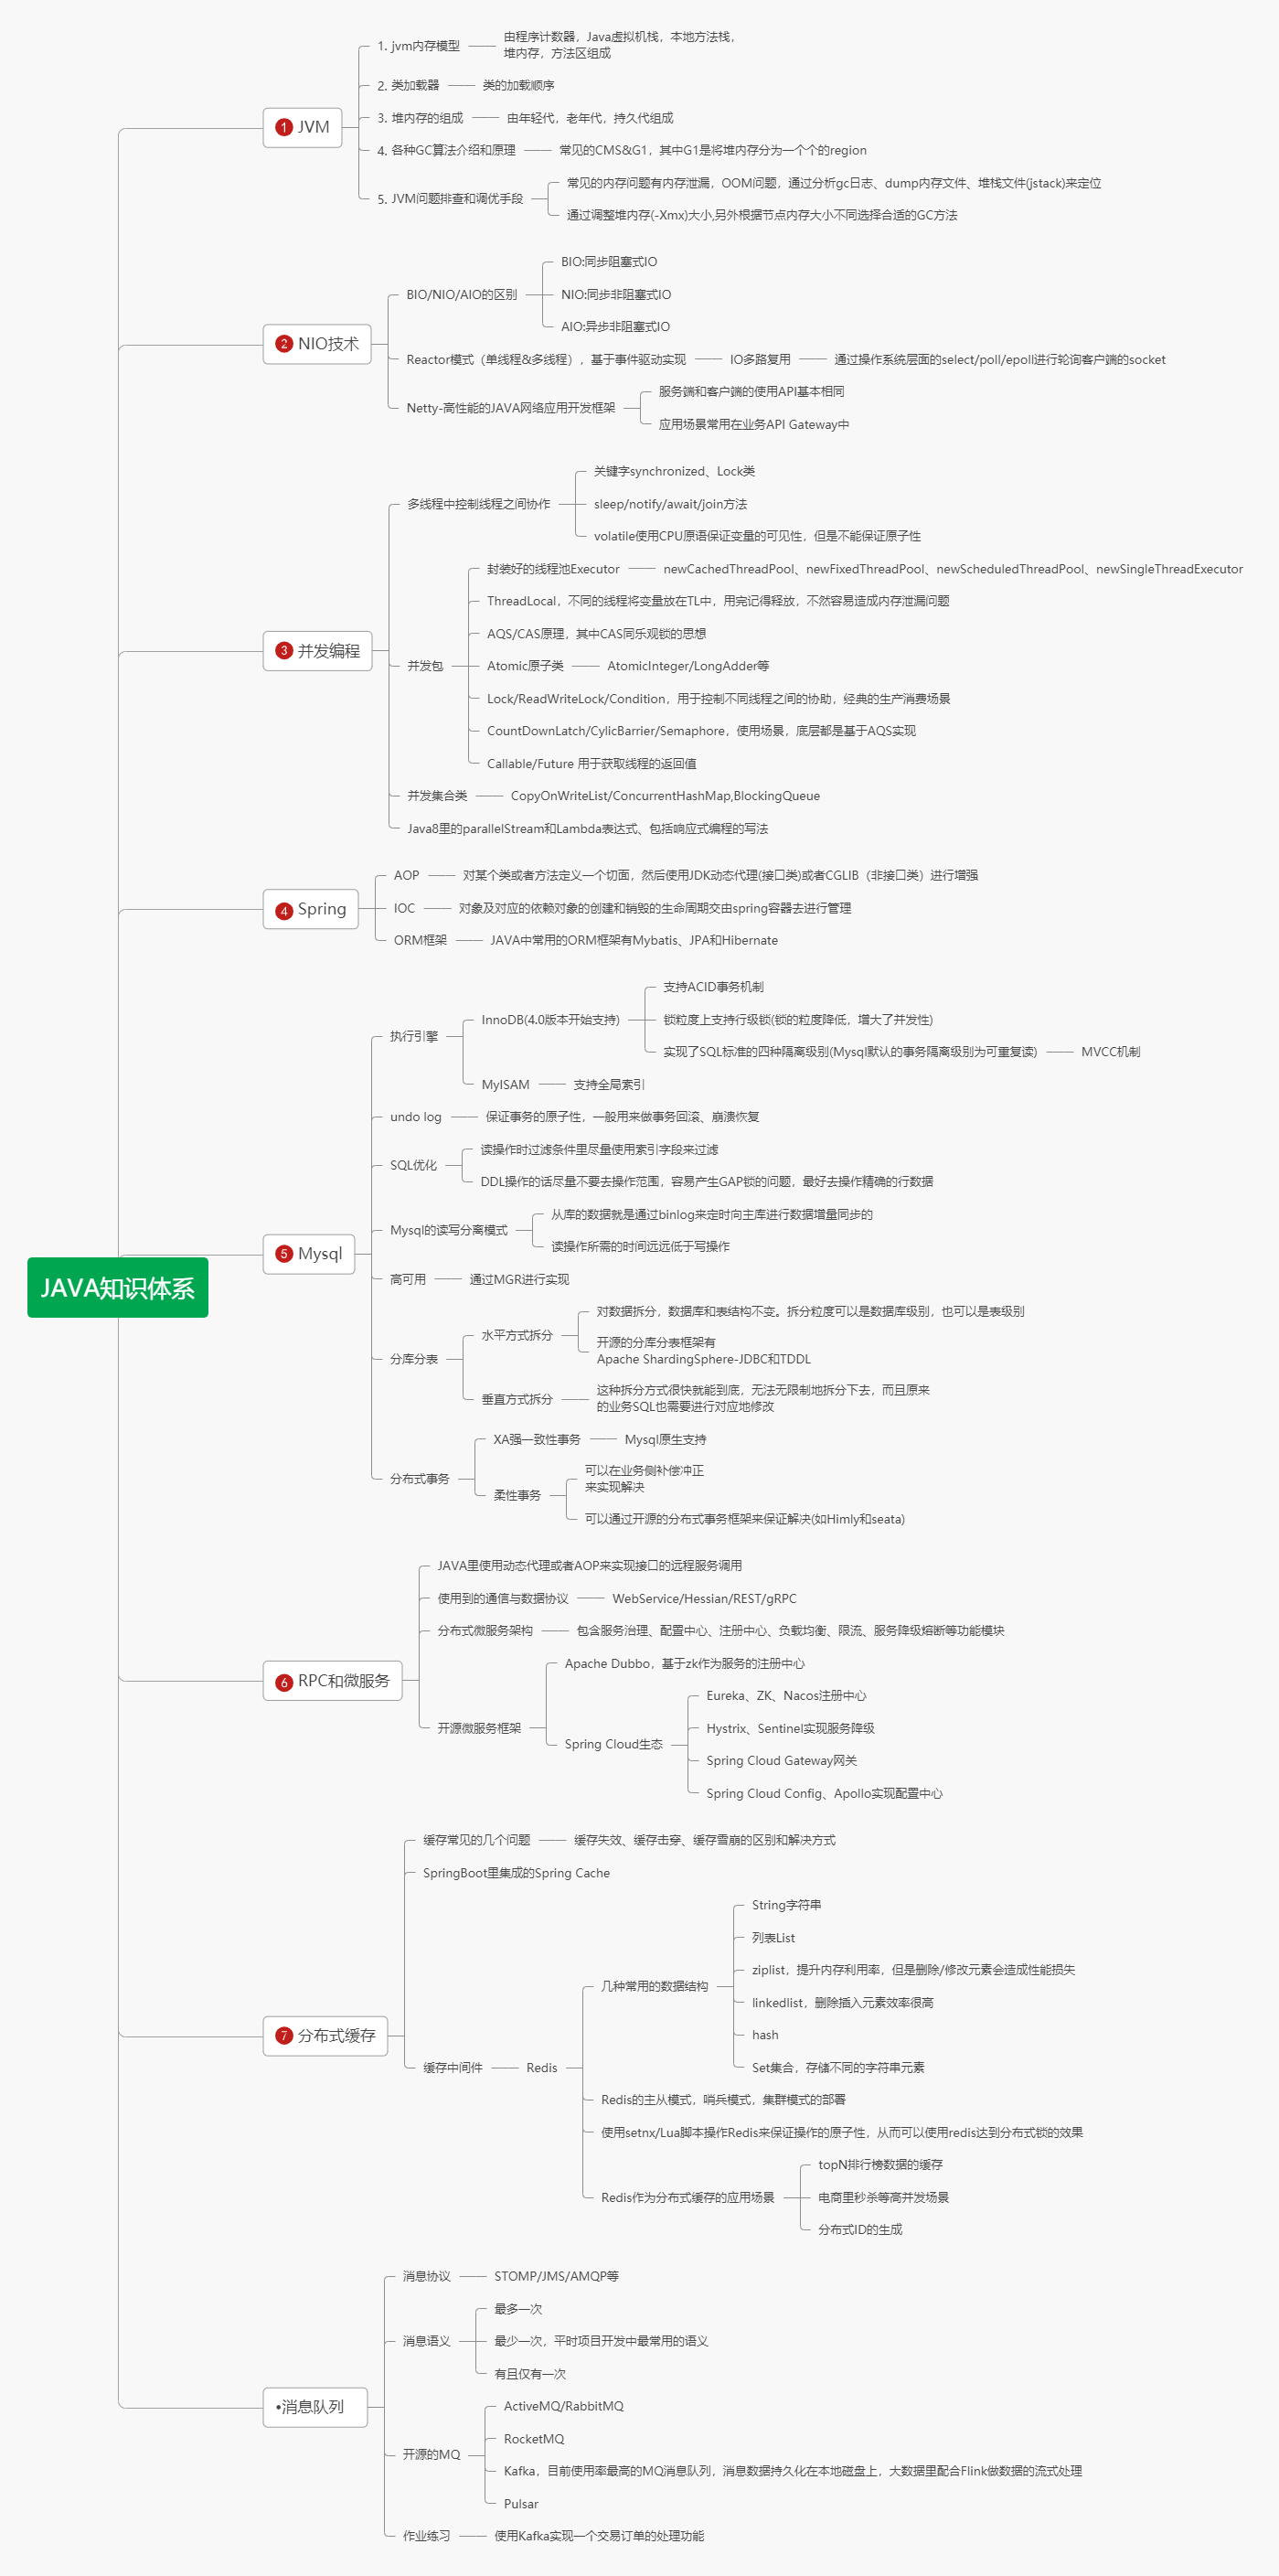 JAVA知识体系
1 JVM
1. jvm内存模型
由程序计数器，Java虚拟机栈，本地方法栈，
堆内存，方法区组成
2. 类加载器
类的加载顺序
3. 堆内存的组成
由年轻代，老年代，持久代组成
4. 各种GC算法介绍和原理
常见的CMS&G1，其中G1是将堆内存分为一个个的region
5. JVM问题排查和调优手段
常见的内存问题有内存泄漏，OOM问题，通过分析gc日志、dump内存文件、堆栈文件(jstack)来定位
通过调整堆内存(-Xmx)大小,另外根据节点内存大小不同选择合适的GC方法
2 NIO技术
BIO/NIO/AIO的区别
BIO:同步阻塞式IO
NIO:同步非阻塞式IO
AIO:异步非阻塞式IO
Reactor模式（单线程&多线程），基于事件驱动实现
IO多路复用
通过操作系统层面的select/poll/epoll进行轮询客户端的socket
Netty-高性能的JAVA网络应用开发框架
服务端和客户端的使用API基本相同
应用场景常用在业务API Gateway中
3 并发编程
多线程中控制线程之间协作
关键字synchronized、Lock类
sleep/notify/await/join方法
volatile使用CPU原语保证变量的可见性，但是不能保证原子性
并发包
封装好的线程池Executor
newCachedThreadPool、newFixedThreadPool、newScheduledThreadPool、newSingleThreadExecutor
ThreadLocal，不同的线程将变量放在TL中，用完记得释放，不然容易造成内存泄漏问题
AQS/CAS原理，其中CAS同乐观锁的思想
Atomic原子类
AtomicInteger/LongAdder等
Lock/ReadWriteLock/Condition，用于控制不同线程之间的协助，经典的生产消费场景
CountDownLatch/CylicBarrier/Semaphore，使用场景，底层都是基于AQS实现
Callable/Future 用于获取线程的返回值
并发集合类
CopyOnWriteList/ConcurrentHashMap,BlockingQueue
Java8里的parallelStream和Lambda表达式、包括响应式编程的写法
4 Spring
AOP
对某个类或者方法定义一个切面，然后使用JDK动态代理(接口类)或者CGLIB（非接口类）进行增强
IOC
对象及对应的依赖对象的创建和销毁的生命周期交由spring容器去进行管理
ORM框架
JAVA中常用的ORM框架有Mybatis、JPA和Hibernate
5 Mysql
执行引擎
InnoDB(4.0版本开始支持)
支持ACID事务机制
锁粒度上支持行级锁(锁的粒度降低，增大了并发性)
实现了SQL标准的四种隔离级别(Mysql默认的事务隔离级别为可重复读)
MVCC机制
MyISAM
支持全局索引
undo log
保证事务的原子性，一般用来做事务回滚、崩溃恢复
SQL优化
读操作时过滤条件里尽量使用索引字段来过滤
DDL操作的话尽量不要去操作范围，容易产生GAP锁的问题，最好去操作精确的行数据
Mysql的读写分离模式
从库的数据就是通过binlog来定时向主库进行数据增量同步的
读操作所需的时间远远低于写操作
高可用
通过MGR进行实现
分库分表
水平方式拆分
对数据拆分，数据库和表结构不变。拆分粒度可以是数据库级别，也可以是表级别
开源的分库分表框架有
Apache ShardingSphere-JDBC和TDDL
垂直方式拆分
这种拆分方式很快就能到底，无法无限制地拆分下去，而且原来
的业务SQL也需要进行对应地修改
分布式事务
XA强一致性事务
Mysql原生支持
柔性事务
可以在业务侧补偿冲正
来实现解决
可以通过开源的分布式事务框架来保证解决(如Himly和seata)
6 RPC和微服务
JAVA里使用动态代理或者AOP来实现接口的远程服务调用
使用到的通信与数据协议
WebService/Hessian/REST/gRPC
分布式微服务架构
包含服务治理、配置中心、注册中心、负载均衡、限流、服务降级熔断等功能模块
开源微服务框架
Apache Dubbo，基于zk作为服务的注册中心
Spring Cloud生态
Eureka、ZK、Nacos注册中心
Hystrix、Sentinel实现服务降级
Spring Cloud Gateway网关
Spring Cloud Config、Apollo实现配置中心
7 分布式缓存
缓存常见的几个问题
缓存失效、缓存击穿、缓存雪崩的区别和解决方式
SpringBoot里集成的Spring Cache
缓存中间件
Redis
几种常用的数据结构
String字符串
列表List
ziplist，提升内存利用率，但是删除/修改元素会造成性能损失
linkedlist，删除插入元素效率很高
hash
Set集合，存储不同的字符串元素
Redis的主从模式，哨兵模式，集群模式的部署
使用setnx/Lua脚本操作Redis来保证操作的原子性，从而可以使用redis达到分布式锁的效果
Redis作为分布式缓存的应用场景
topN排行榜数据的缓存
电商里秒杀等高并发场景
分布式ID的生成
•消息队列
消息协议
STOMP/JMS/AMQP等
消息语义
最多一次
最少一次，平时项目开发中最常用的语义
有且仅有一次
开源的MQ
ActiveMQ/RabbitMQ
RocketMQ
Kafka，目前使用率最高的MQ消息队列，消息数据持久化在本地磁盘上，大数据里配合Flink做数据的流式处理
Pulsar
作业练习
使用Kafka实现一个交易订单的处理功能